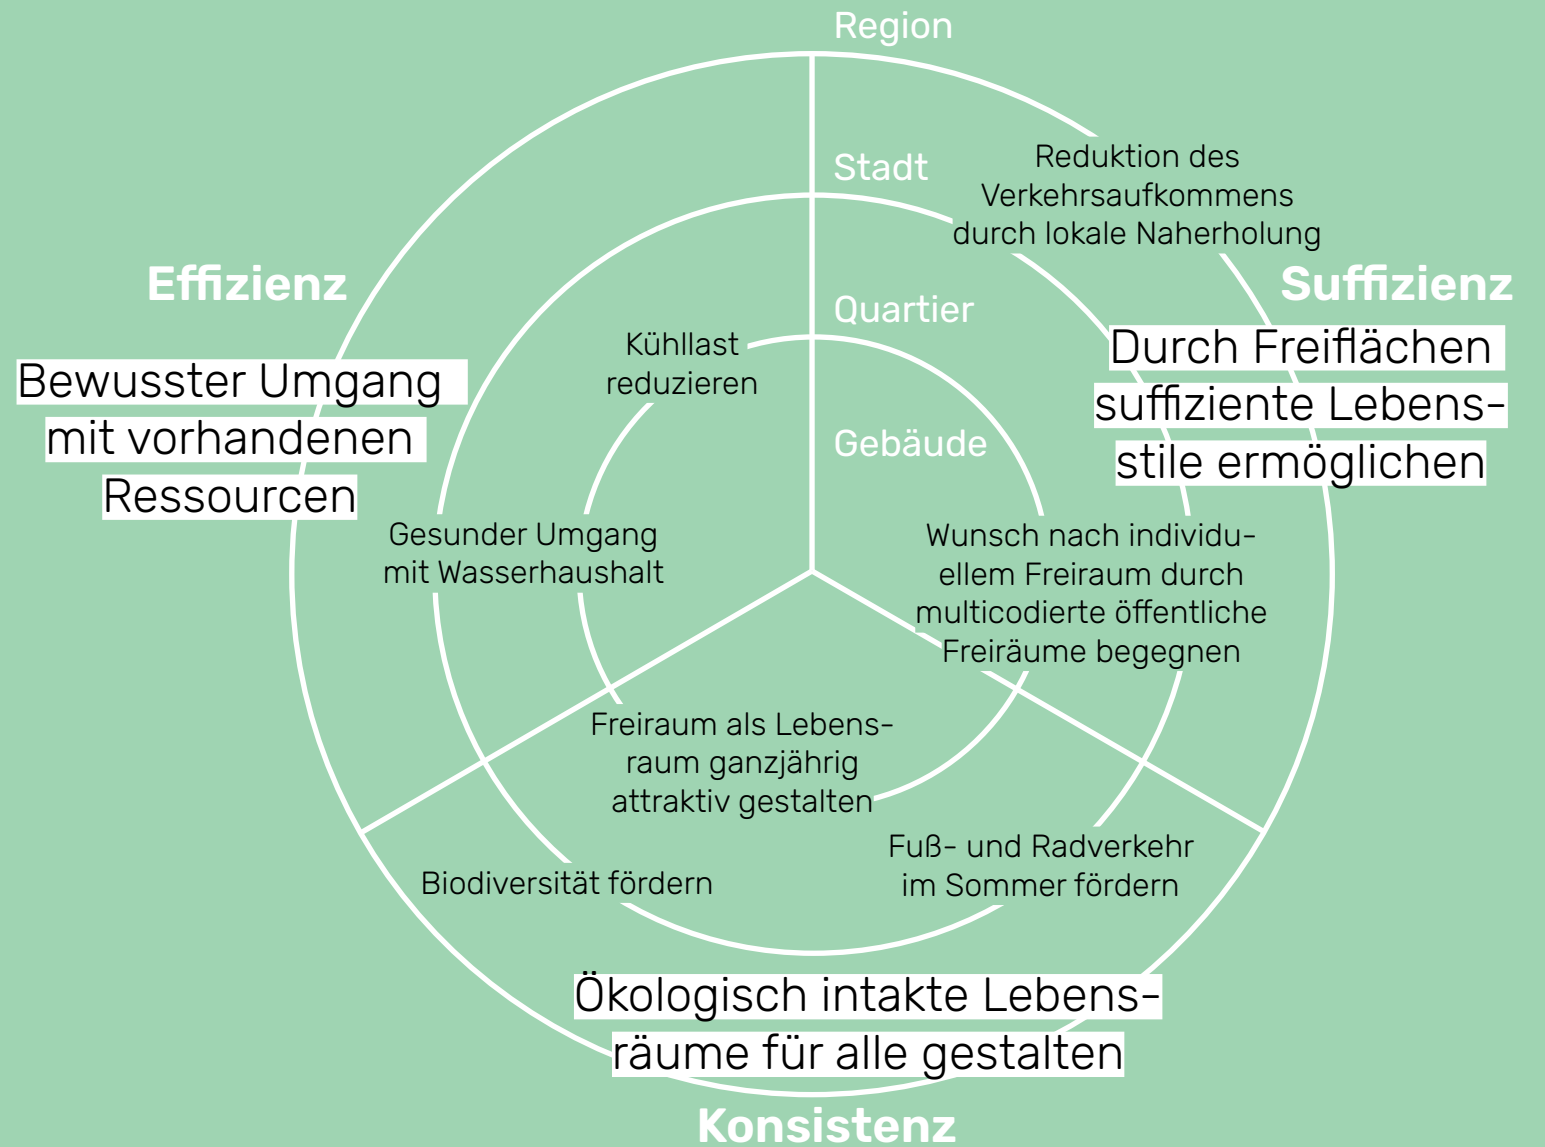 Region
Stadt
Reduktion des
Verkehrsaufkommens
durch lokale Naherholung
Effizienz
Suffizienz
Quartier
Kühllast
reduzieren
Durch Freiflächen
suffiziente Lebens-
stile ermöglichen
Bewusster Umgang
mit vorhandenen
Ressourcen
Gebäude
Gesunder Umgang
mit Wasserhaushalt
Wunsch nach individu-
ellem Freiraum durch
multicodierte öffentliche
Freiräume begegnen
Freiraum als Lebens-
raum ganzjährig
attraktiv gestalten
Fuß- und Radverkehr
im Sommer fördern
Biodiversität fördern
Ökologisch intakte Lebens-
räume für alle gestalten
Konsistenz